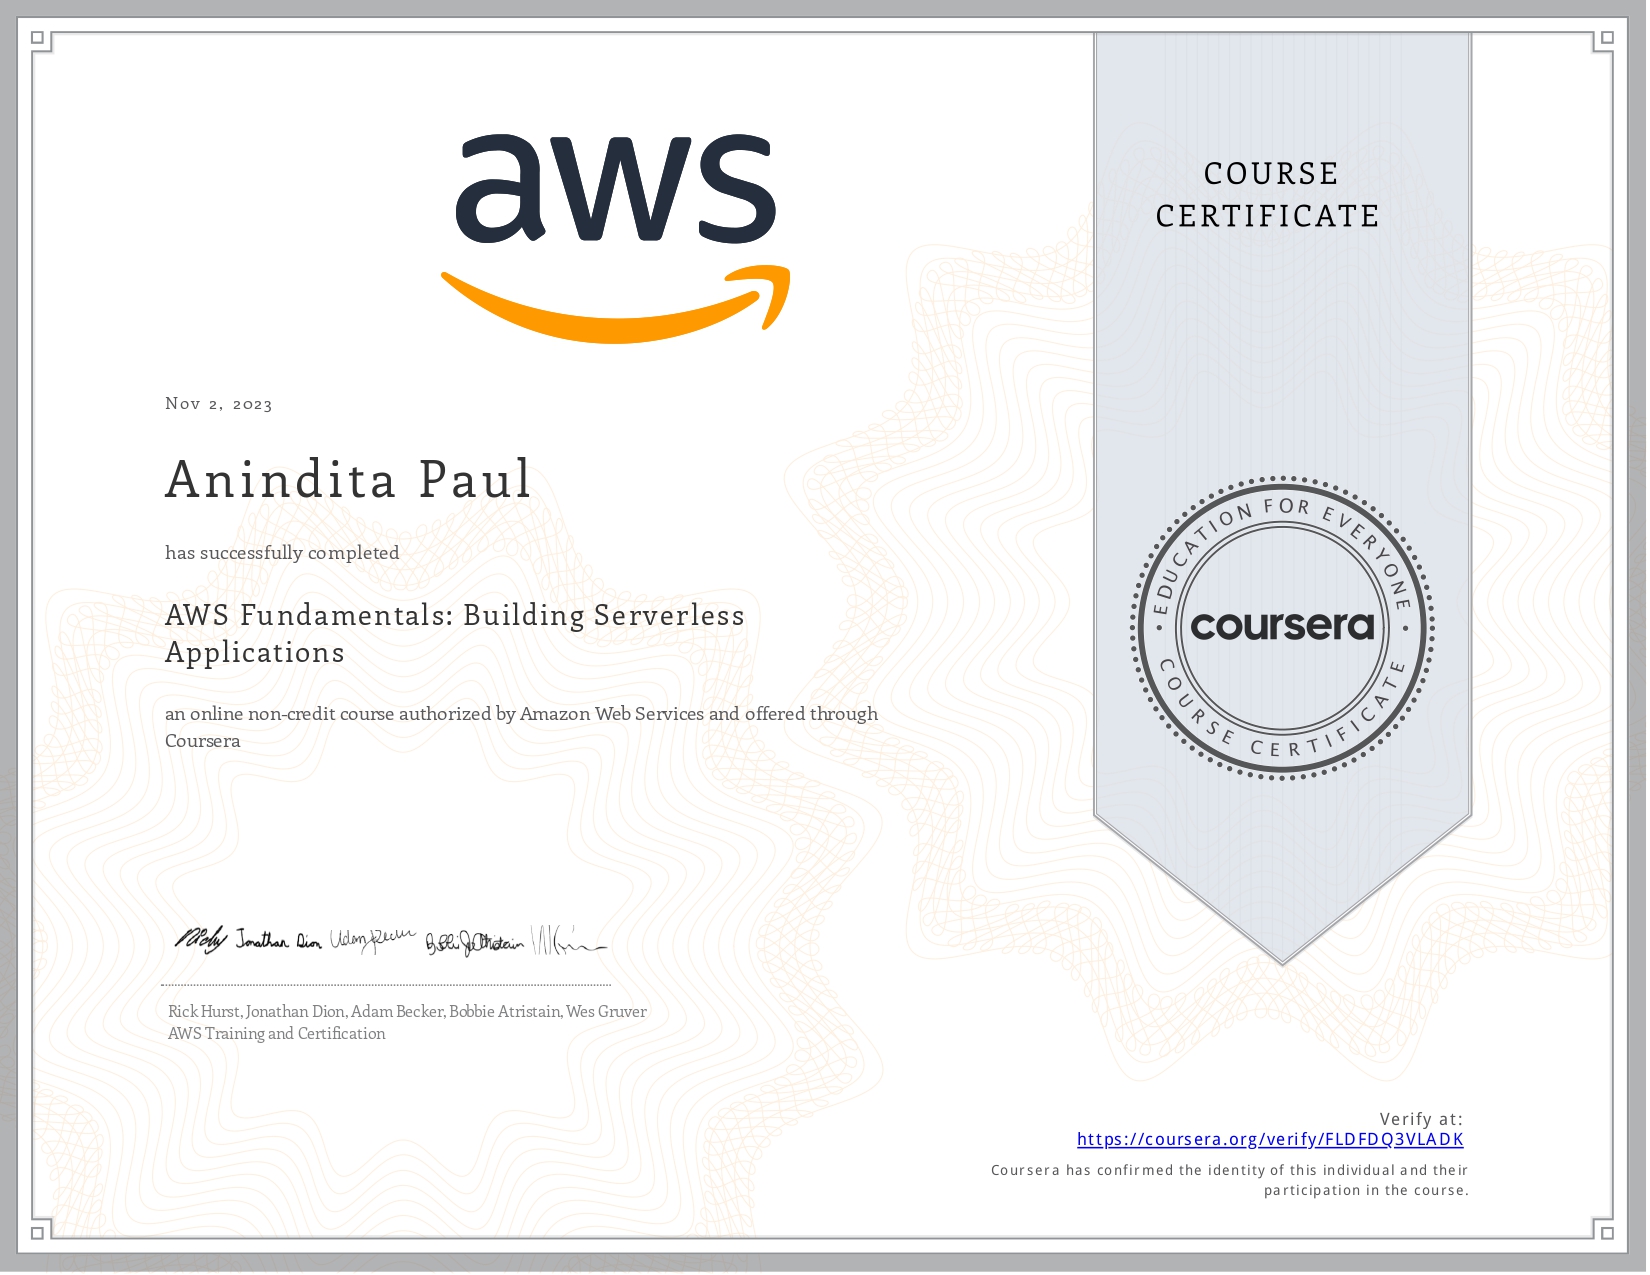 aws
COURSE
CERTIFICATE
Nov 2, 2023
Anindita Paul
has successfully completed
AWS Fundamentals: Building Serverless
Applications
an online non-credit course authorized by Amazon Web Services and offered through
Coursera
EDUCATION FOR EVERYONE
coursera
COURSE CERTIFICATE
Jonathan Dion
Rick Hurst, Jonathan Dion, Adam Becker, Bobbie Atristain, Wes Gruver
AWS Training and Certification
Verify at:
https://coursera.org/verify/FLDFDQ3VLADK
Coursera has confirmed the identity of this individual and their
participation in the course.